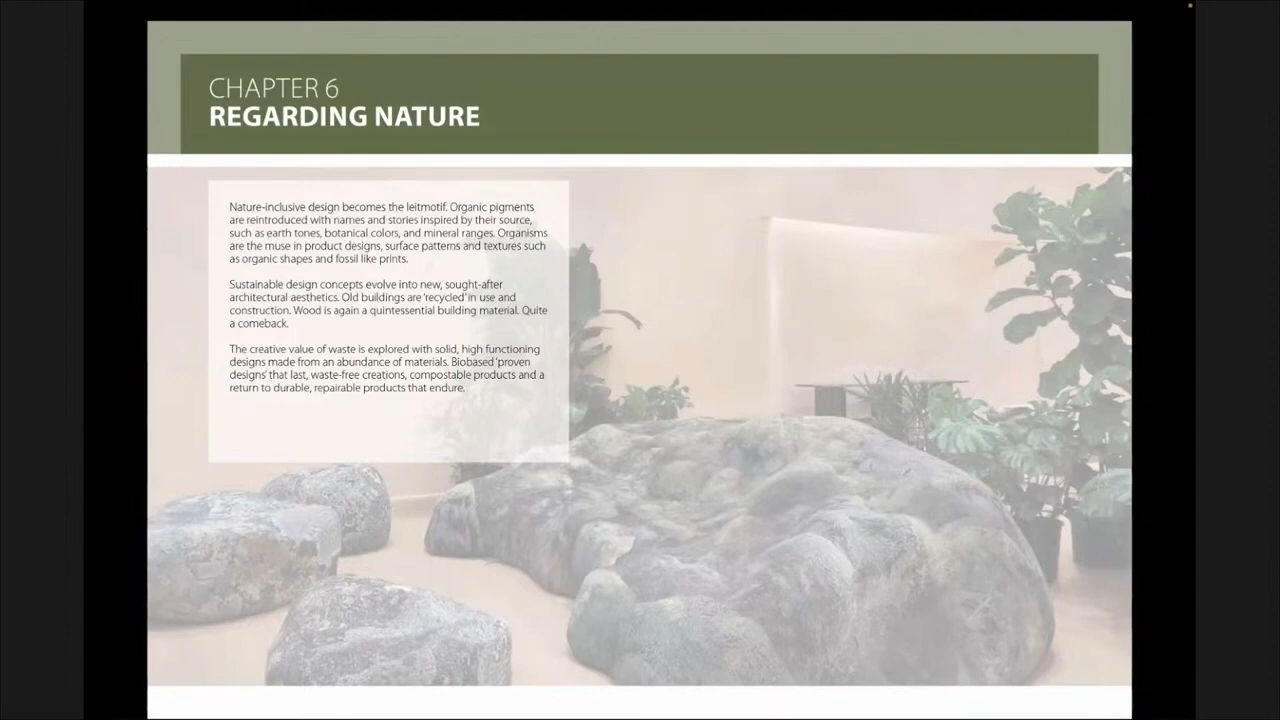 CHAPTER 6
REGARDING NATURE
Nature-inclusive design becomes the leitmotif. Organic pigments
are reintroduced with names and stories inspired by their source,
such as earth tones, botanical colors, and mineral ranges. Organisms
are the muse in product designs, surface patterns and textures such
as organic shapes and fossil like prints.
Sustainable design concepts evolve into new, sought-after
architectural aesthetics. Old buildings are 'recycled' in use and
construction. Wood is again a quintessential building material. Quite
a comeback.
The creative value of waste is explored with solid, high functioning
designs made from an abundance of materials. Biobased 'proven
designs' that last, waste-free creations, compostable products and a
return to durable, repairable products that endure.